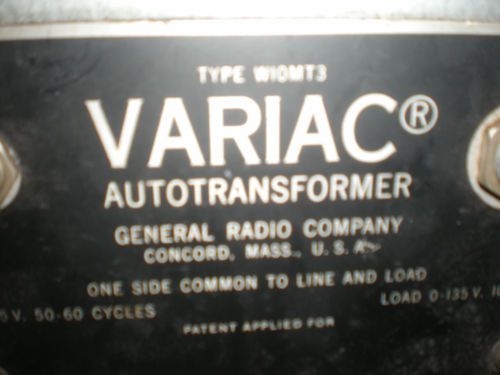 TYPE W10MT3
VARIAC®
AUTOTRANSFORMER
GENERAL RADIO COMPANY
CONCORD, MASS., U.S.A.
ONE SIDE COMMON TO LINE AND LOAD
V. 50-60 CYCLES
LOAD 0-135 V.
PATENT APPLIED FOR